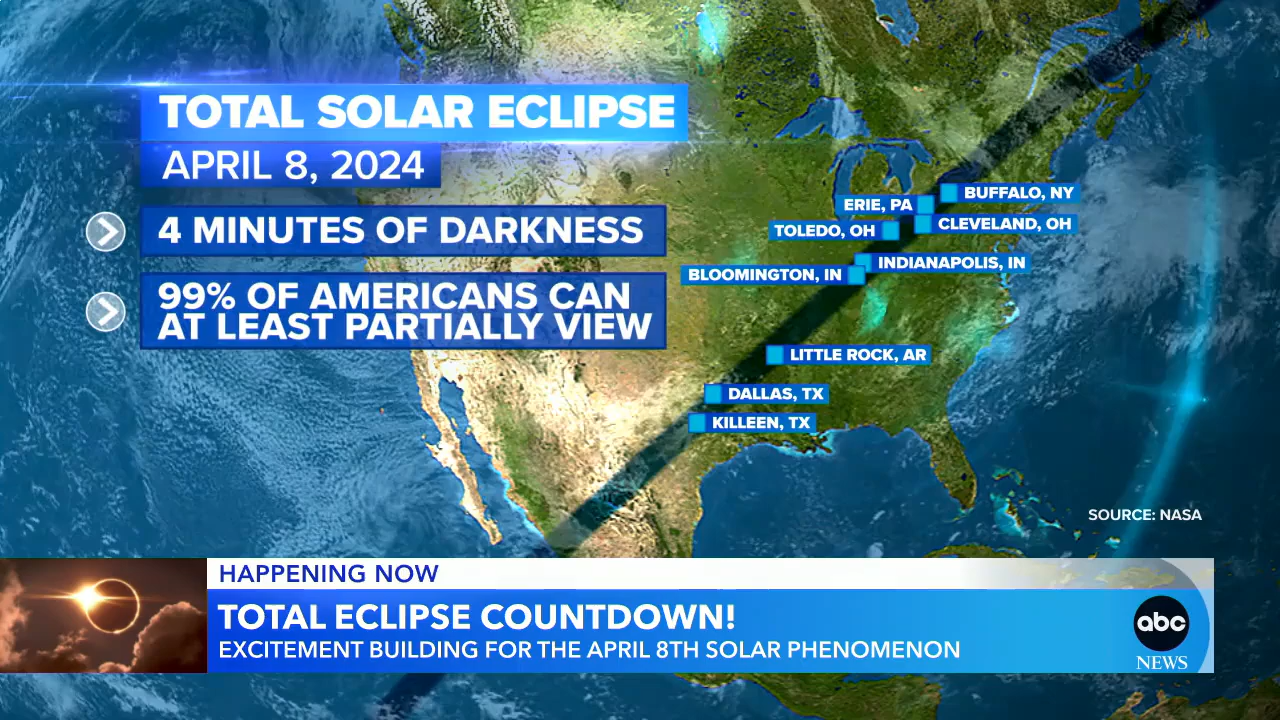 TOTAL SOLAR ECLIPSE
APRIL 8, 2024
4 MINUTES OF DARKNESS
99% OF AMERICANS CAN
AT LEAST PARTIALLY VIEW
BUFFALO, NY
ERIE, PA
CLEVELAND, OH
TOLEDO, OH
INDIANAPOLIS, IN
BLOOMINGTON, IN
LITTLE ROCK, AR
DALLAS, TX
KILLEEN, TX
SOURCE: NASA
HAPPENING NOW
TOTAL ECLIPSE COUNTDOWN!
EXCITEMENT BUILDING FOR THE APRIL 8TH SOLAR PHENOMENON
abc
NEWS